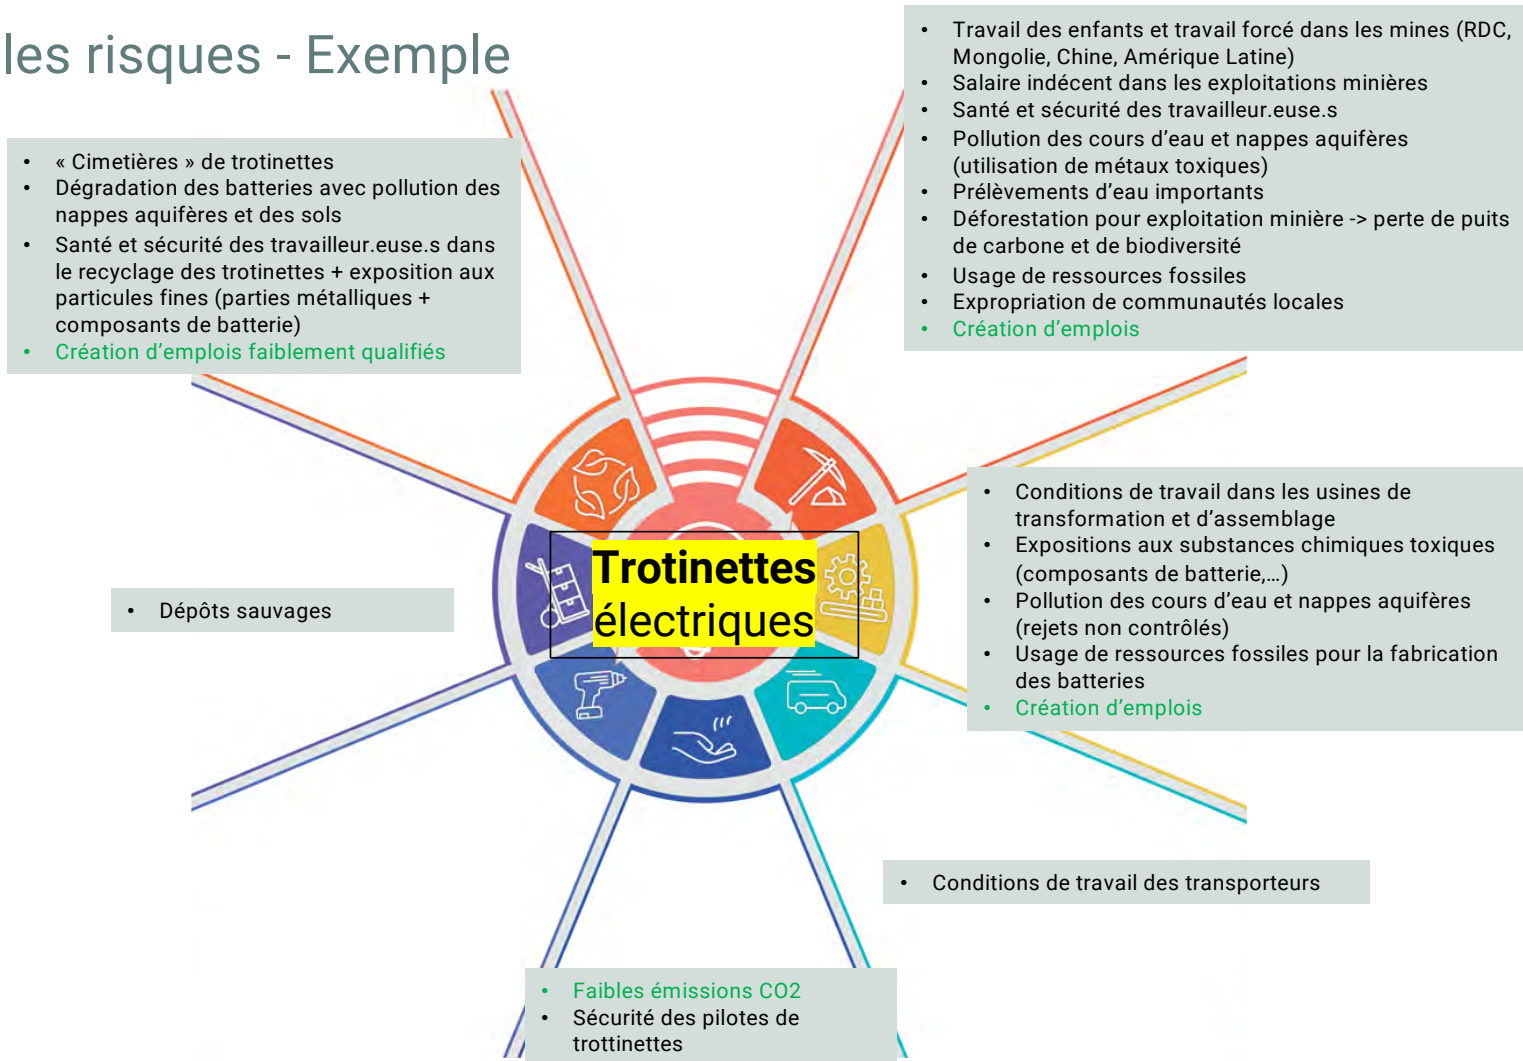 les risques - Exemple
• « Cimetières » de trotinettes
• Dégradation des batteries avec pollution des
nappes aquifères et des sols
• Santé et sécurité des travailleur.euse.s dans
le recyclage des trotinettes + exposition aux
particules fines (parties métalliques +
composants de batterie)
• Création d’emplois faiblement qualifiés
• Travail des enfants et travail forcé dans les mines (RDC,
Mongolie, Chine, Amérique Latine)
• Salaire indécent dans les exploitations minières
• Santé et sécurité des travailleur.euse.s
• Pollution des cours d’eau et nappes aquifères
(utilisation de métaux toxiques)
• Prélèvements d’eau importants
• Déforestation pour exploitation minière -> perte de puits
de carbone et de biodiversité
• Usage de ressources fossiles
• Expropriation de communautés locales
• Création d’emplois
• Conditions de travail dans les usines de
transformation et d’assemblage
• Expositions aux substances chimiques toxiques
(composants de batterie,…)
• Pollution des cours d’eau et nappes aquifères
(rejets non contrôlés)
• Usage de ressources fossiles pour la fabrication
des batteries
• Création d’emplois
Trotinettes
électriques
• Dépôts sauvages
• Conditions de travail des transporteurs
• Faibles émissions CO2
• Sécurité des pilotes de
trottinettes